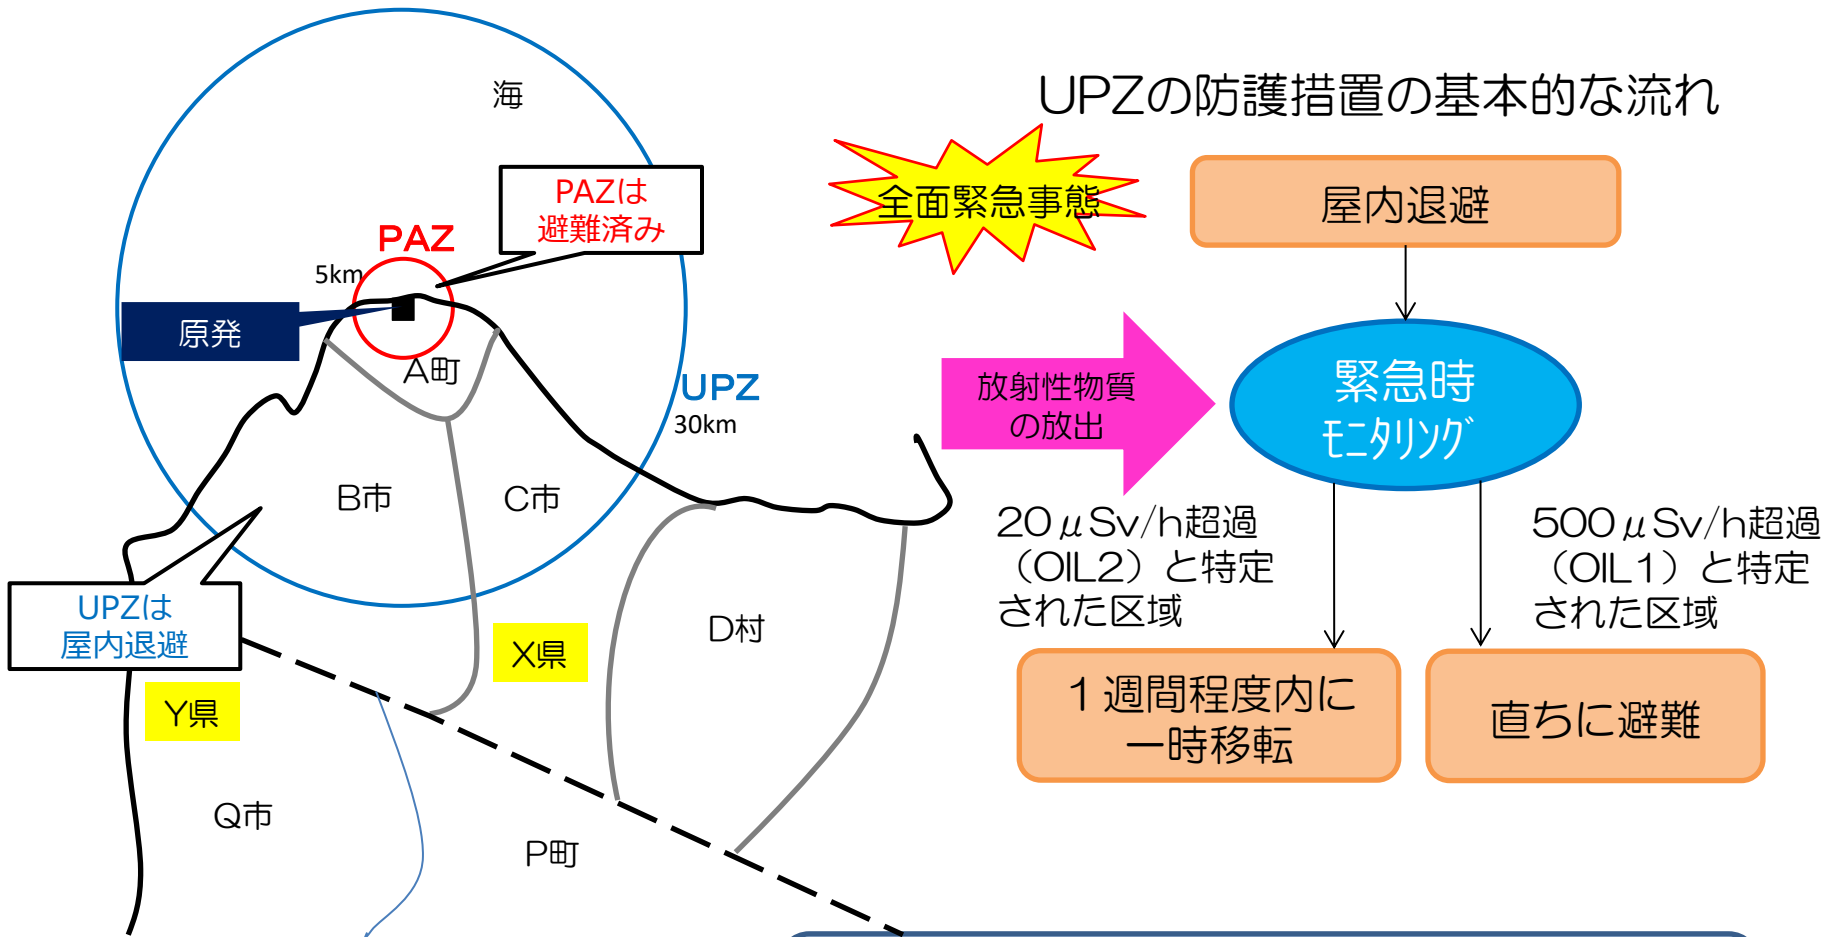 海
UPZの防護措置の基本的な流れ
PAZは
避難済み
全面緊急事態
屋内退避
PAZ
5km
原発
A町
UPZ
30km
放射性物質
の放出
緊急時
ﾓﾆﾀﾘﾝｸﾞ
B市
C市
20μSv/h超過
（OIL2）と特定
された区域
500μSv/h超過
（OIL1）と特定
された区域
UPZは
屋内退避
X県
D村
Y県
1週間程度内に
一時移転
直ちに避難
Q市
P町